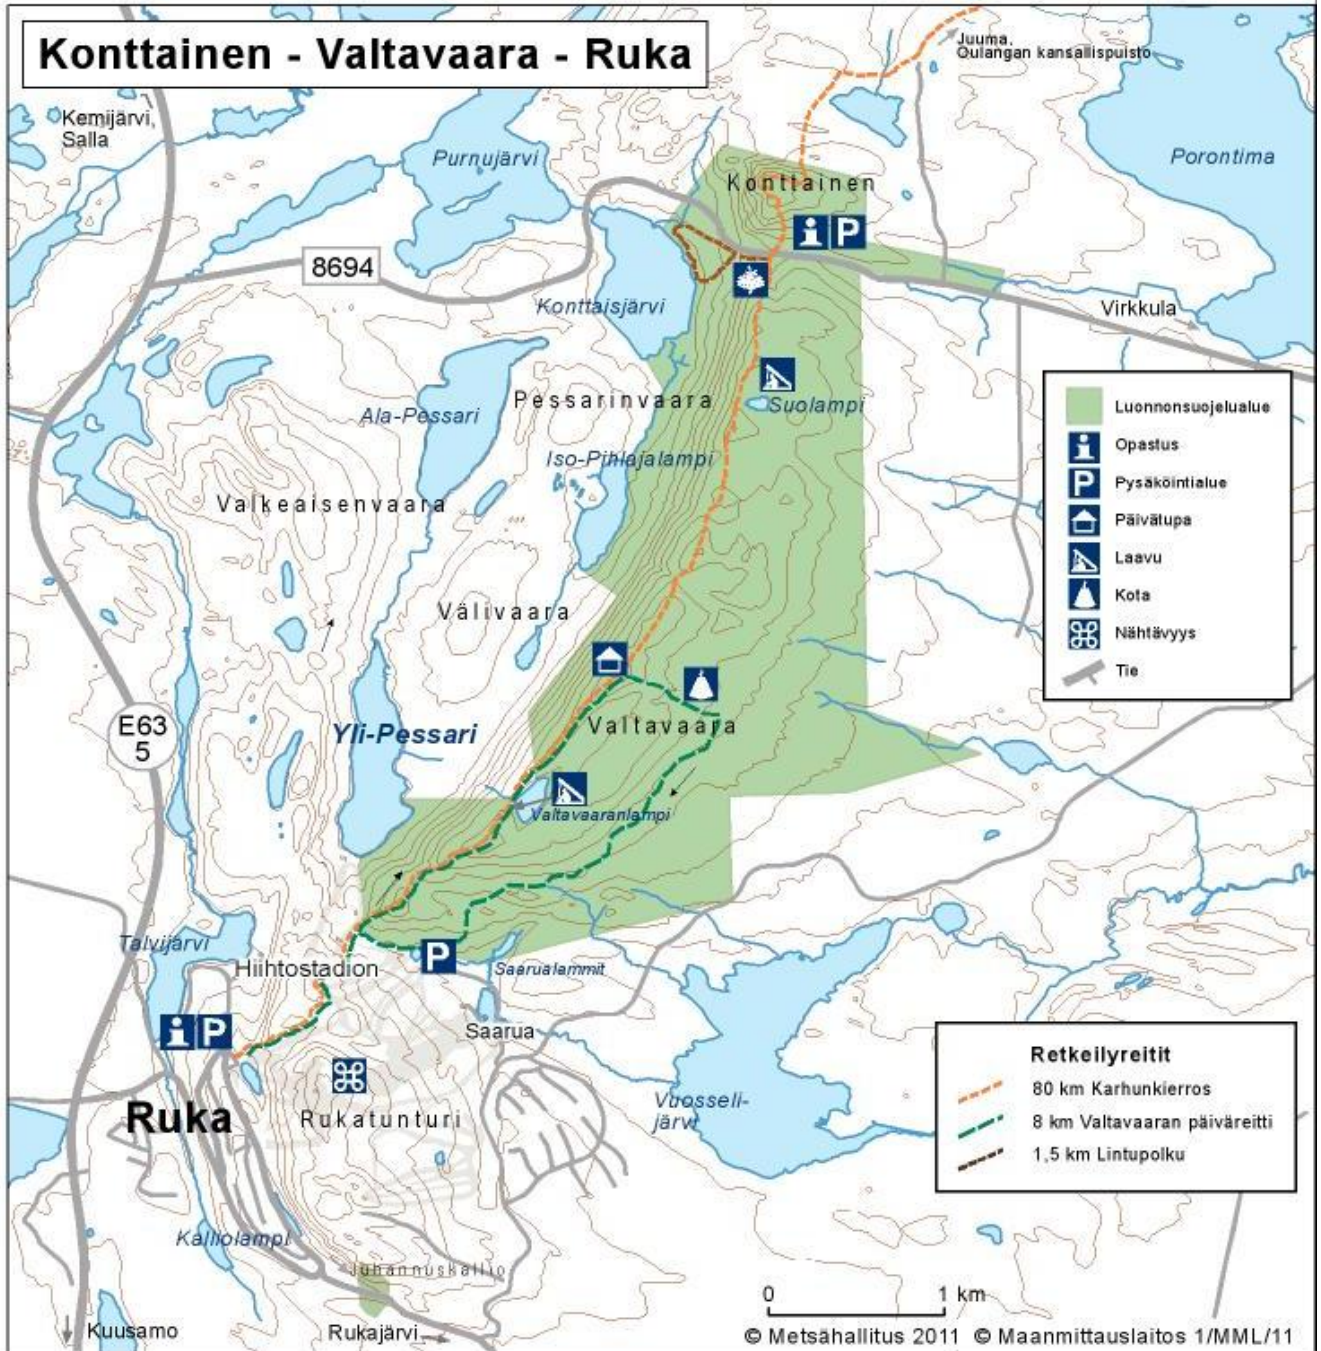 Konttainen - Valtavaara - Ruka
Juuma,
Oulangan kansallispuisto
Kemijärvi,
Salla
Purnujärvi
Porontima
Konttainen
i P
8694
Konttaisjärvi
Virkkula
Ala-Pessari
Pessarinvaara
Suolampi
Iso-Pihlajalampi
Valkeaisenvaara
Välivaara
Luonnonsuojelualue
i Opastus
P Pysäköintialue
Päivätupa
Laavu
Kota
Nähtävyys
Tie
E63
5
Yli-Pessari
Valtavaara
Valtavaaranlampi
Talvijärvi
Hiihtostadion
P
Saarualammit
i P
Saarua
Ruka
Rukatunturi
Vuosseli-
järvi
Retkeilyreitit
80 km Karhunkierros
8 km Valtavaaran päiväreitti
1,5 km Lintupolku
Kalliolampi
Juhannuskallio
0 1 km
Kuusamo
Rukajärvi
© Metsähallitus 2011 © Maanmittauslaitos 1/MML/11